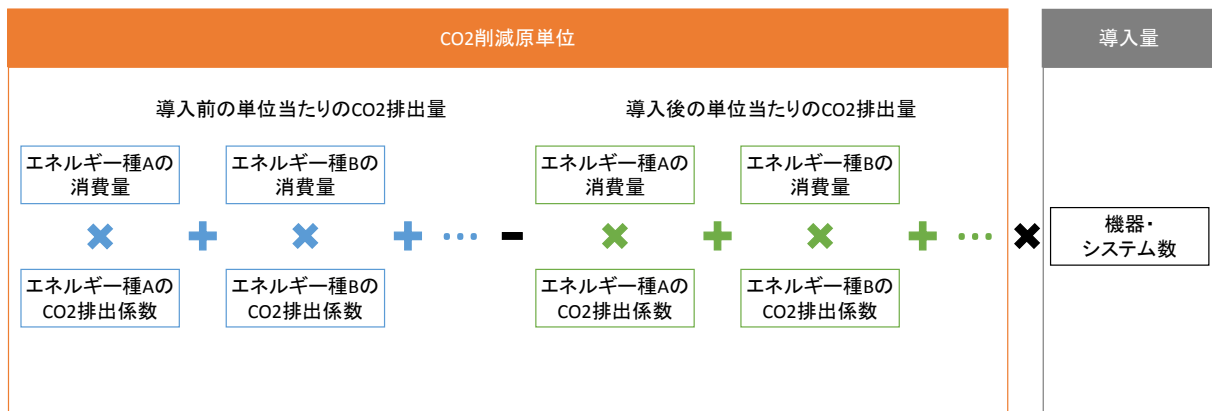 CO2削減原単位
導入量
導入前の単位当たりのCO2排出量
導入後の単位当たりのCO2排出量
エネルギー種Aの
消費量
エネルギー種Bの
消費量
エネルギー種Aの
消費量
エネルギー種Bの
消費量
✖
+
✖
+
…
-
✖
+
✖
+
…
✖
機器・
システム数
エネルギー種Aの
CO2排出係数
エネルギー種Bの
CO2排出係数
エネルギー種Aの
CO2排出係数
エネルギー種Bの
CO2排出係数